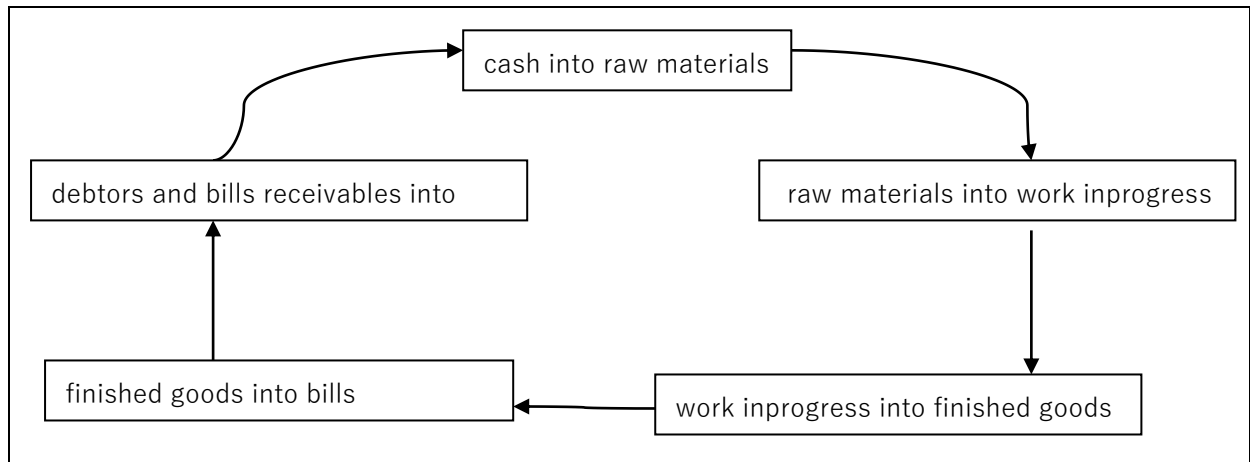 cash into raw materials
debtors and bills receivables into
raw materials into work inprogress
finished goods into bills
work inprogress into finished goods